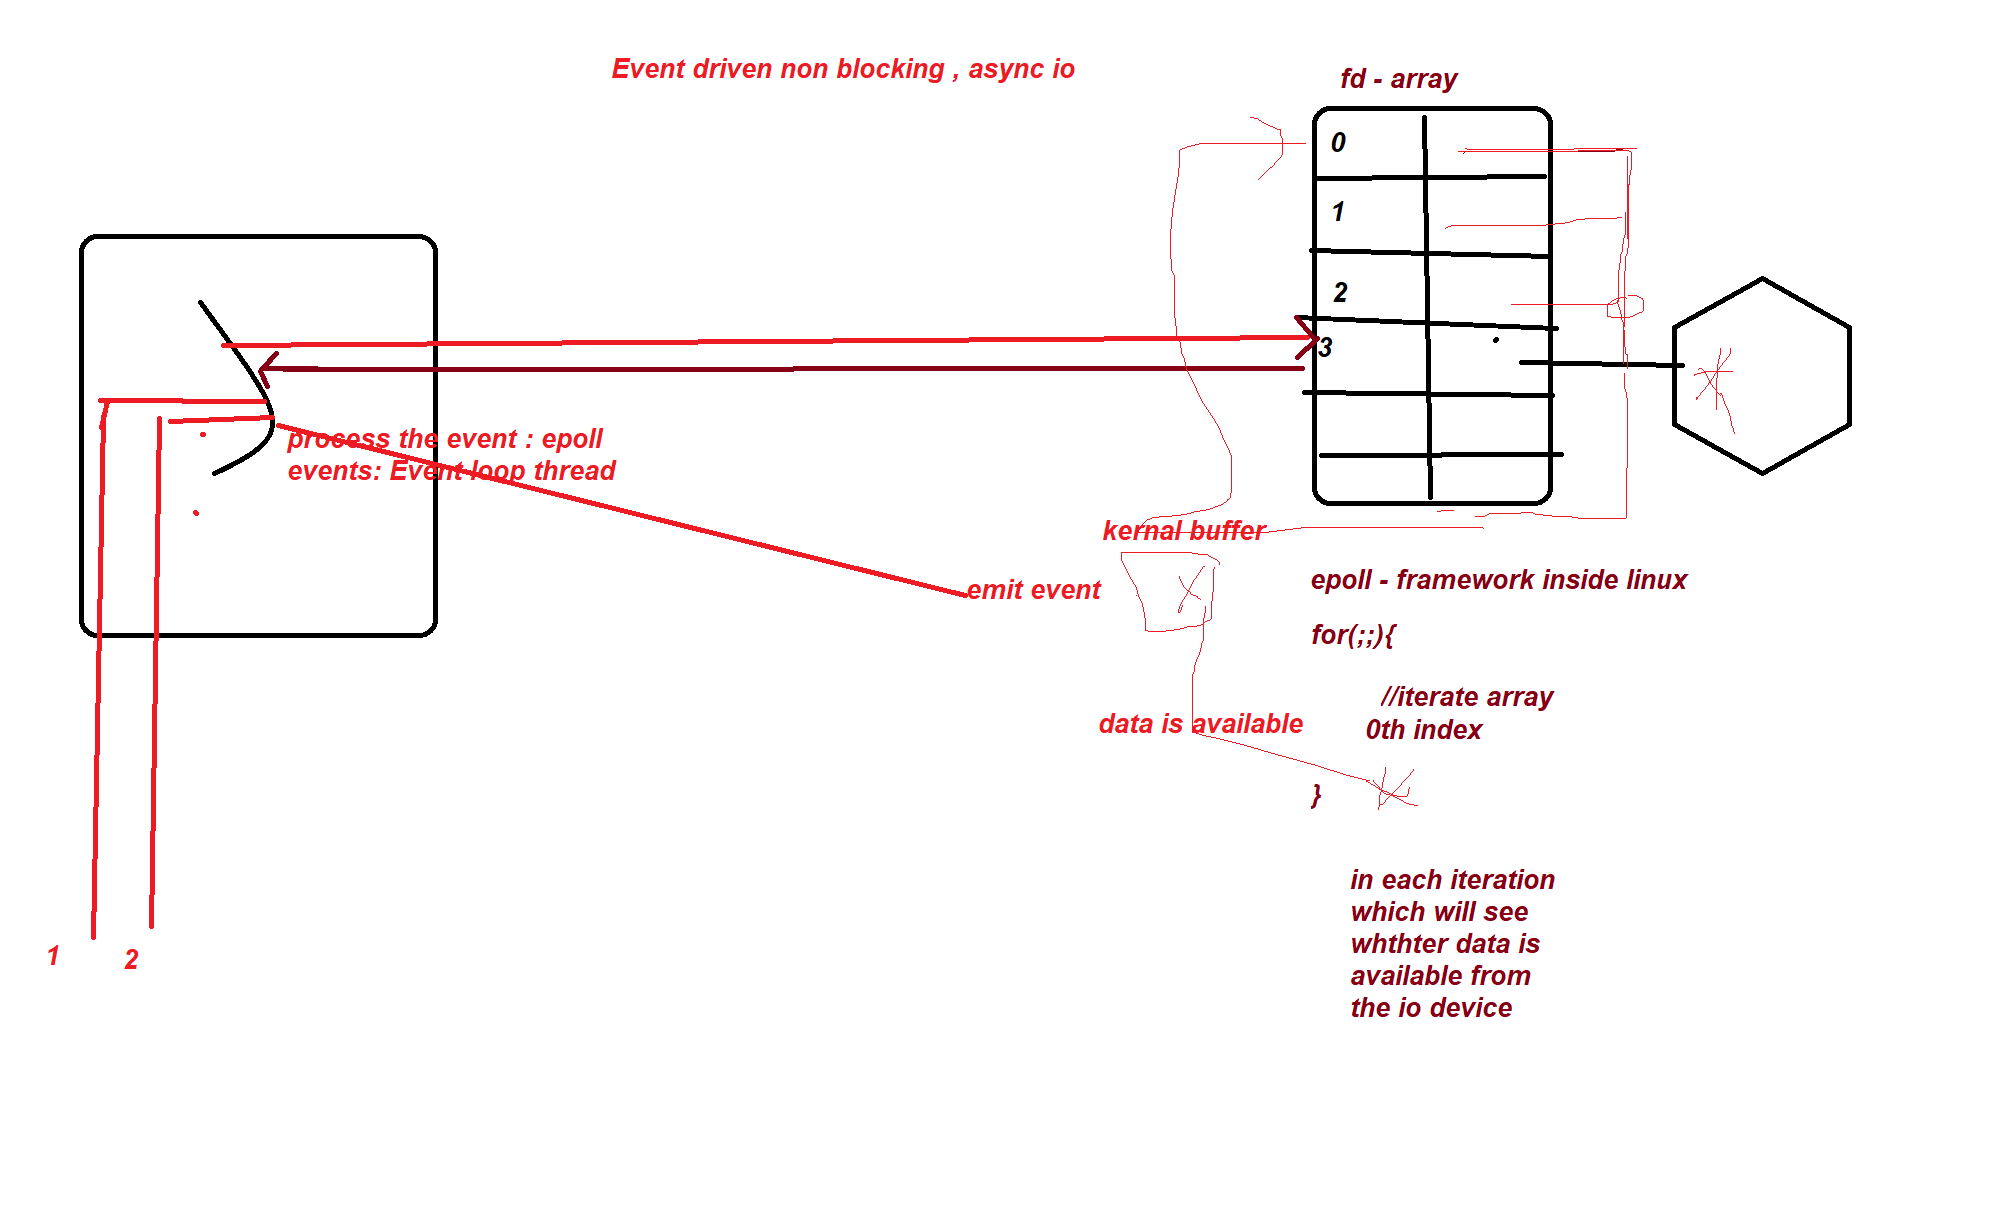 Event driven non blocking , async io
fd - array
0
1
2
3
process the event : epoll
events: Event loop thread
kernal buffer
emit event
epoll - framework inside linux
for(;;){
//iterate array
data is available
0th index
}
in each iteration
which will see
whthter data is
available from
the io device
1
2